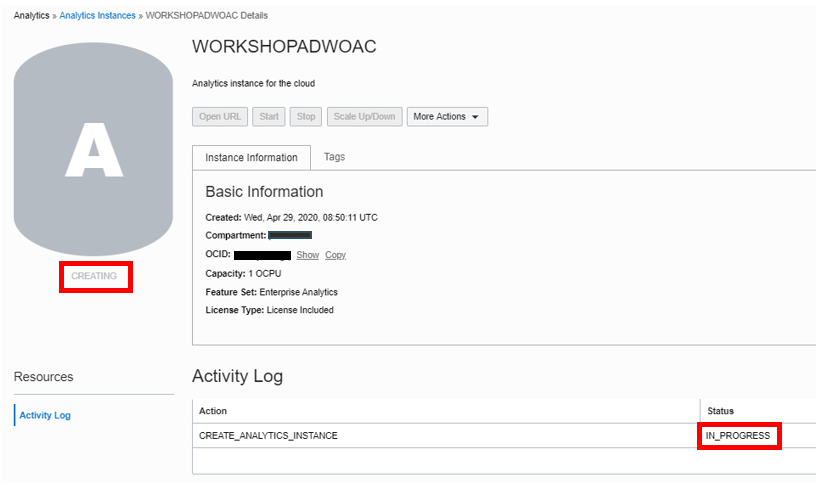 Analytics » Analytics Instances » WORKSHOPADWOAC Details
WORKSHOPADWOAC
Analytics instance for the cloud
Open URL Start Stop Scale Up/Down More Actions
Instance Information Tags
Basic Information
Created: Wed, Apr 29, 2020, 08:50:11 UTC
Compartment:
OCID: Show Copy
Capacity: 1 OCPU
Feature Set: Enterprise Analytics
License Type: License Included
A
CREATING
Resources
Activity Log
Activity Log
Action Status
CREATE_ANALYTICS_INSTANCE IN_PROGRESS